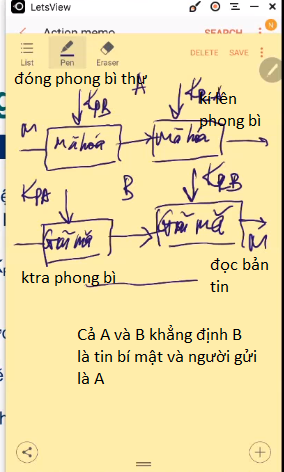 LetsView
Action memo SEARCH
N
List Pen Eraser DELETE SAVE
đóng phong bì thư A
KPB kí lên
phong bì
M Mã hóa Mã hóa
KPA B KRB
Giải mã Giải mã M
ktra phong bì đọc bản
tin
Cả A và B khẳng định B
là tin bí mật và người gửi
là A